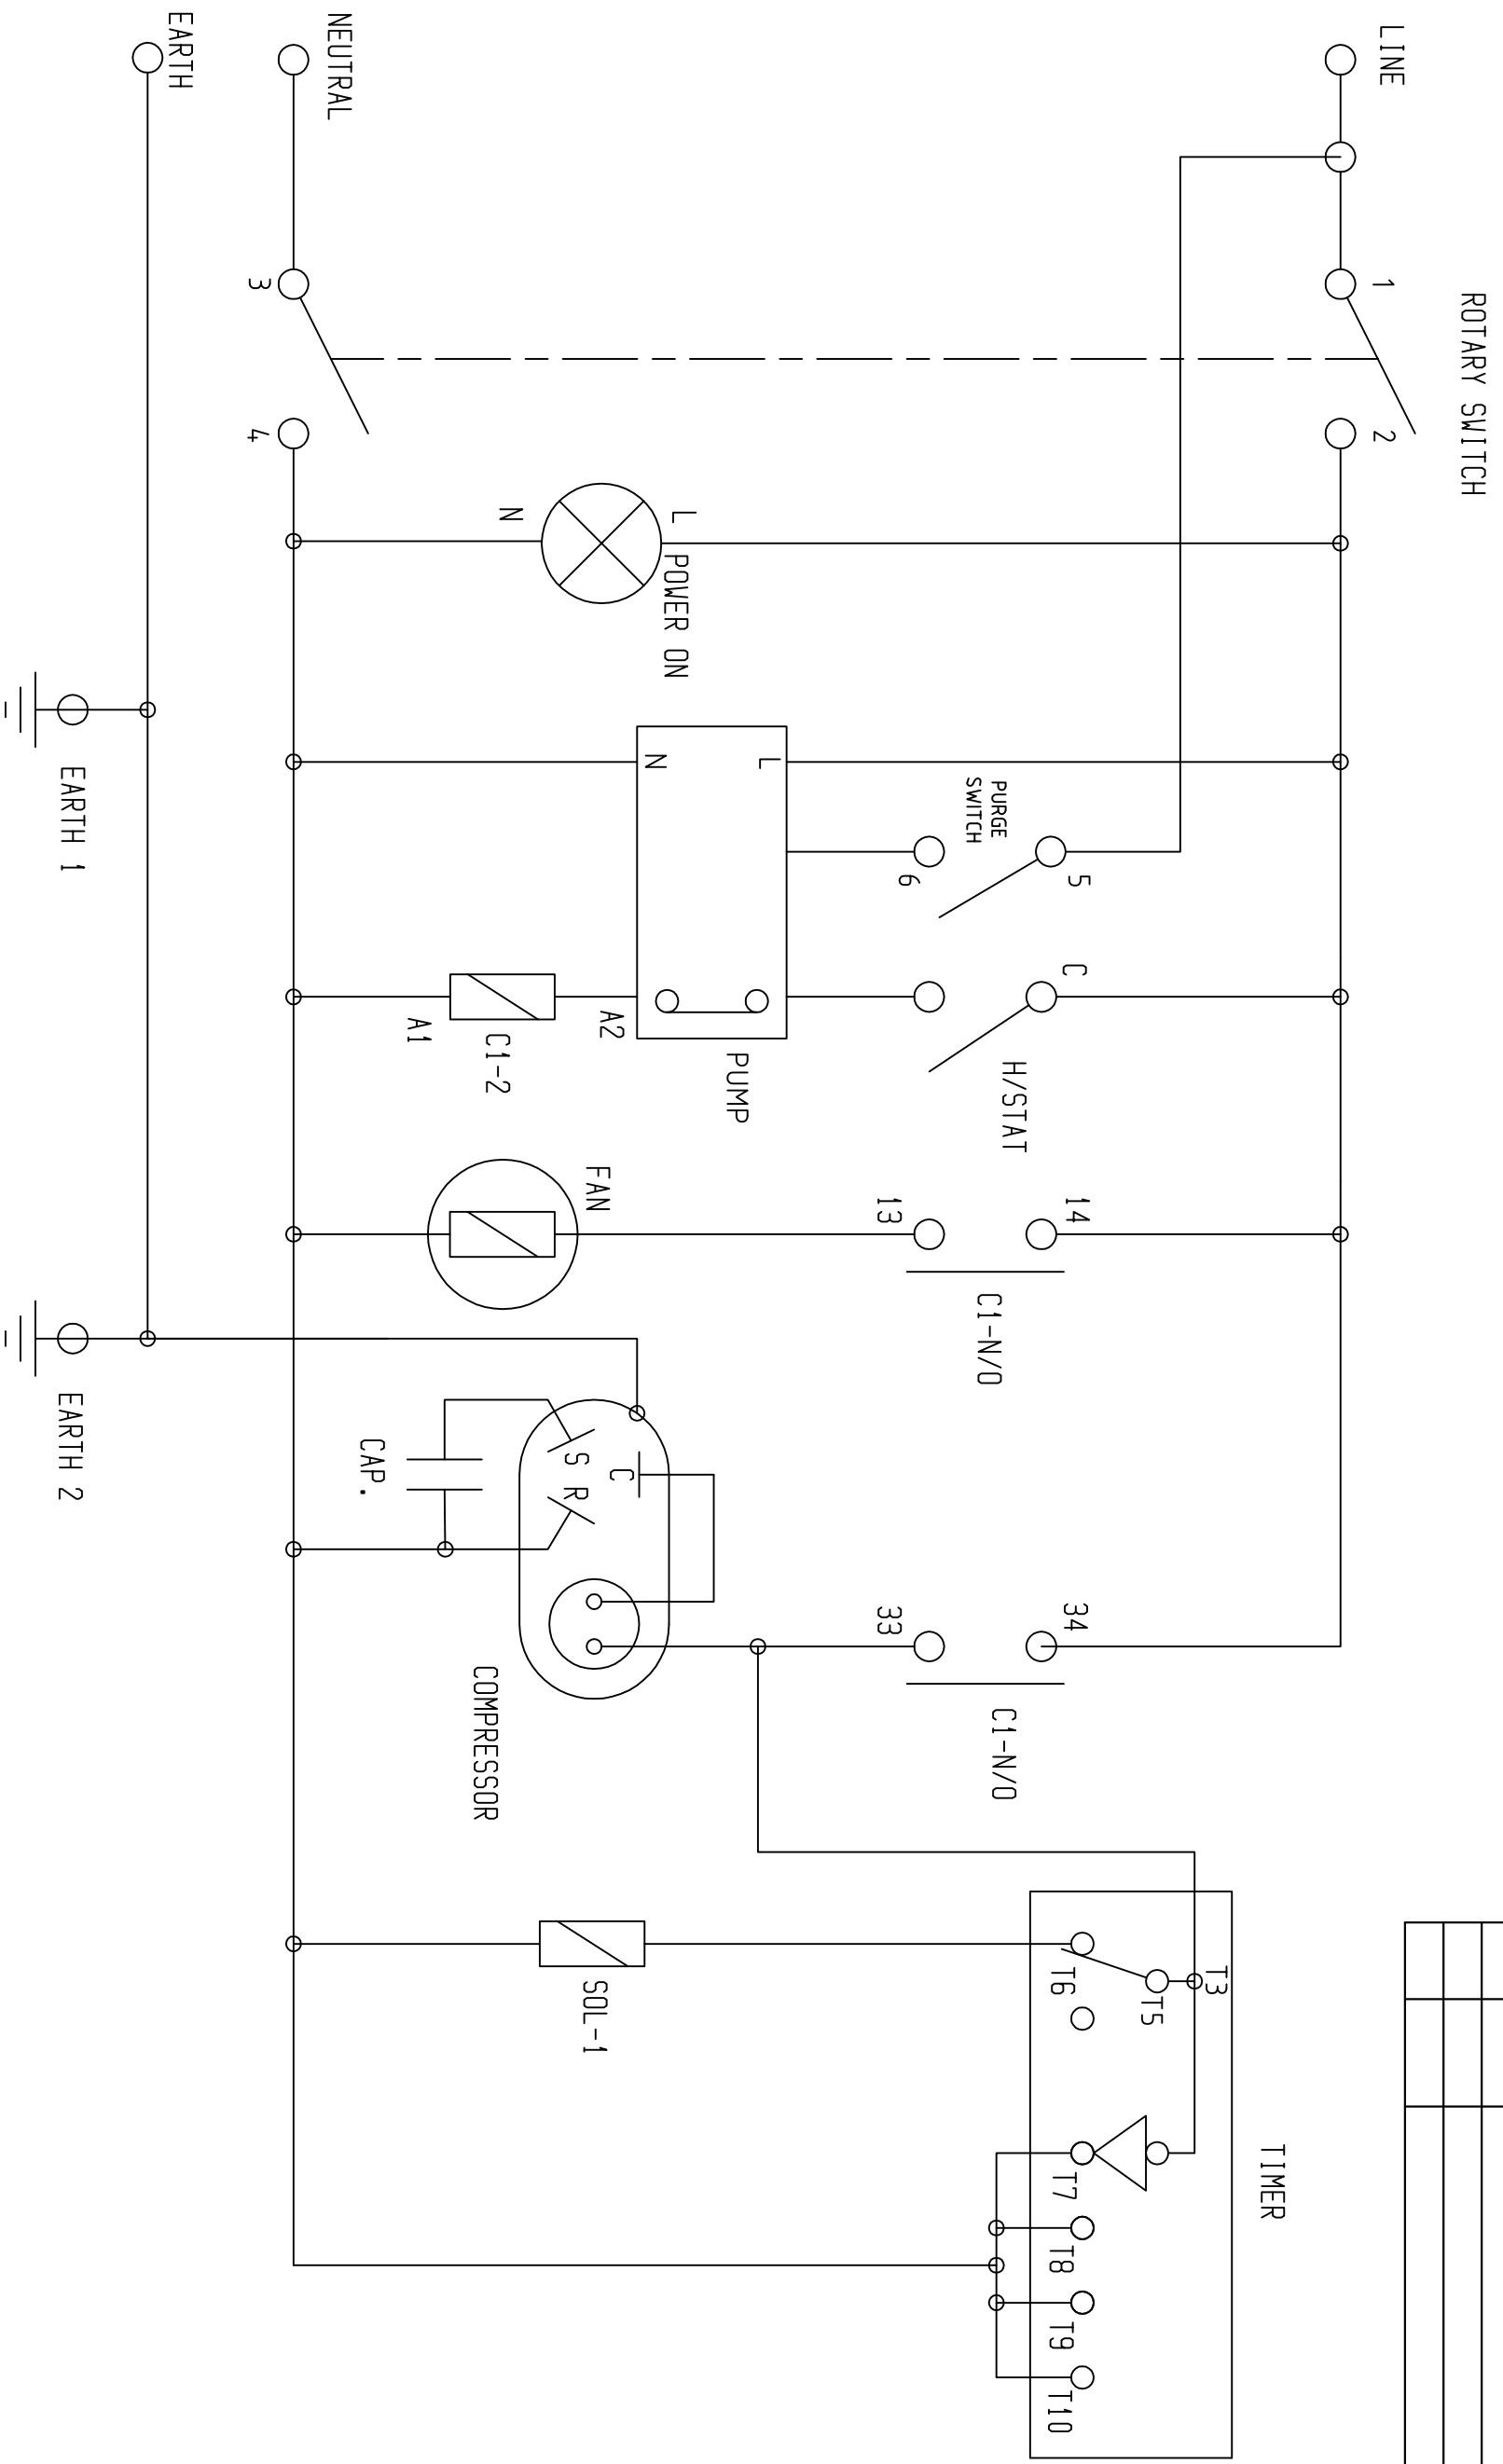 ROTARY SWITCH
LINE
1
2
NEUTRAL
3
4
EARTH
L
N
POWER ON
L
N
PURGE
SWITCH
5
6
C
H/STAT
PUMP
A2
C1-2
A1
EARTH 1
14
13
C1-N/O
FAN
34
33
C1-N/O
C
S R
CAP.
COMPRESSOR
EARTH 2
TIMER
T3
T5
T6
T7
T8
T9
T10
SOL-1